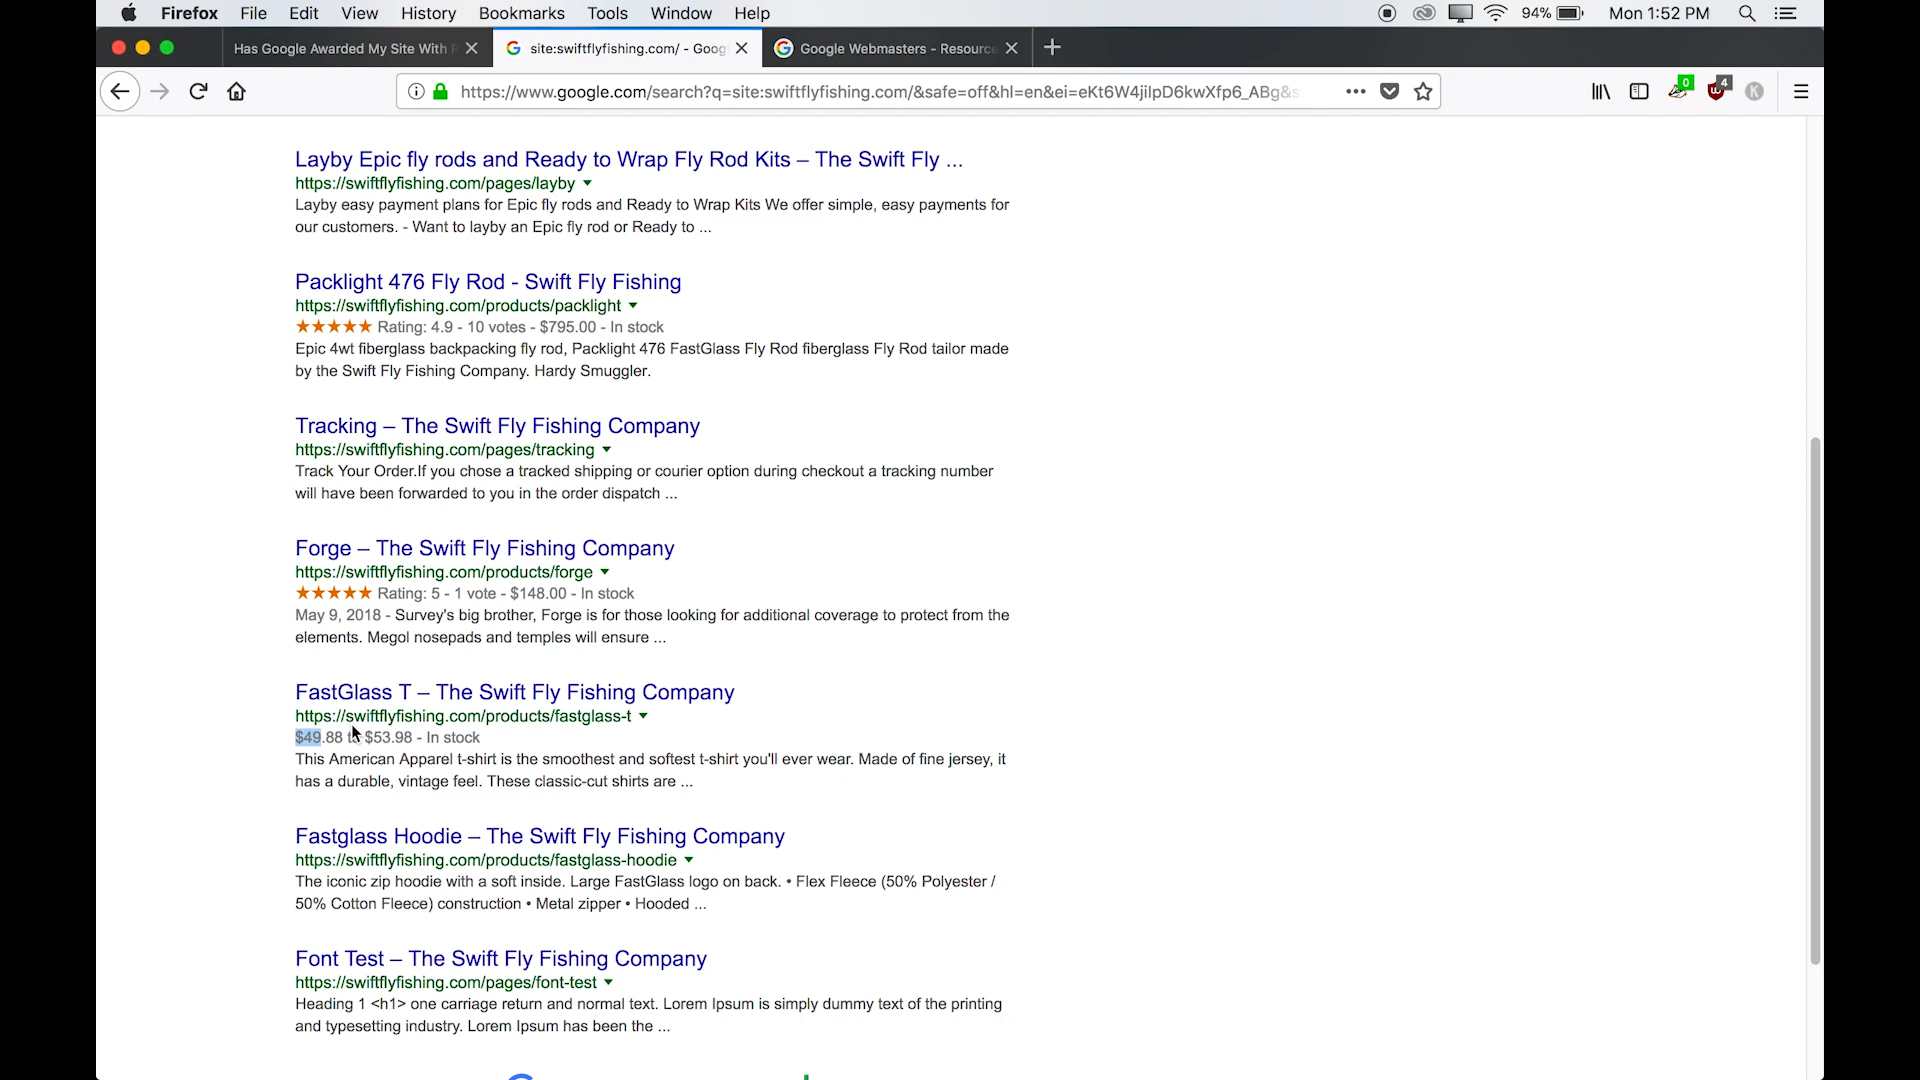 Firefox File Edit View History Bookmarks Tools Window Help 94% Mon 1:52 PM
Has Google Awarded My Site With
site:swiftflyfishing.com/ - Goog
Google Webmasters - Resource
https://www.google.com/search?q=site:swiftflyfishing.com/&safe=off&hl=en&ei=eKt6W4jilpD6kwXfp6_ABg&s
0
4
K
Layby Epic fly rods and Ready to Wrap Fly Rod Kits – The Swift Fly ...
https://swiftflyfishing.com/pages/layby
Layby easy payment plans for Epic fly rods and Ready to Wrap Kits We offer simple, easy payments for
our customers. - Want to layby an Epic fly rod or Ready to ...
Packlight 476 Fly Rod - Swift Fly Fishing
https://swiftflyfishing.com/products/packlight
★★★★★ Rating: 4.9 - 10 votes - $795.00 - In stock
Epic 4wt fiberglass backpacking fly rod, Packlight 476 FastGlass Fly Rod fiberglass Fly Rod tailor made
by the Swift Fly Fishing Company. Hardy Smuggler.
Tracking – The Swift Fly Fishing Company
https://swiftflyfishing.com/pages/tracking
Track Your Order.If you chose a tracked shipping or courier option during checkout a tracking number
will have been forwarded to you in the order dispatch ...
Forge – The Swift Fly Fishing Company
https://swiftflyfishing.com/products/forge
★★★★★ Rating: 5 - 1 vote - $148.00 - In stock
May 9, 2018 - Survey's big brother, Forge is for those looking for additional coverage to protect from the
elements. Megol nosepads and temples will ensure ...
FastGlass T – The Swift Fly Fishing Company
https://swiftflyfishing.com/products/fastglass-t
$49.88 to $53.98 - In stock
This American Apparel t-shirt is the smoothest and softest t-shirt you'll ever wear. Made of fine jersey, it
has a durable, vintage feel. These classic-cut shirts are ...
Fastglass Hoodie – The Swift Fly Fishing Company
https://swiftflyfishing.com/products/fastglass-hoodie
The iconic zip hoodie with a soft inside. Large FastGlass logo on back. • Flex Fleece (50% Polyester /
50% Cotton Fleece) construction • Metal zipper • Hooded ...
Font Test – The Swift Fly Fishing Company
https://swiftflyfishing.com/pages/font-test
Heading 1 <h1> one carriage return and normal text. Lorem Ipsum is simply dummy text of the printing
and typesetting industry. Lorem Ipsum has been the ...